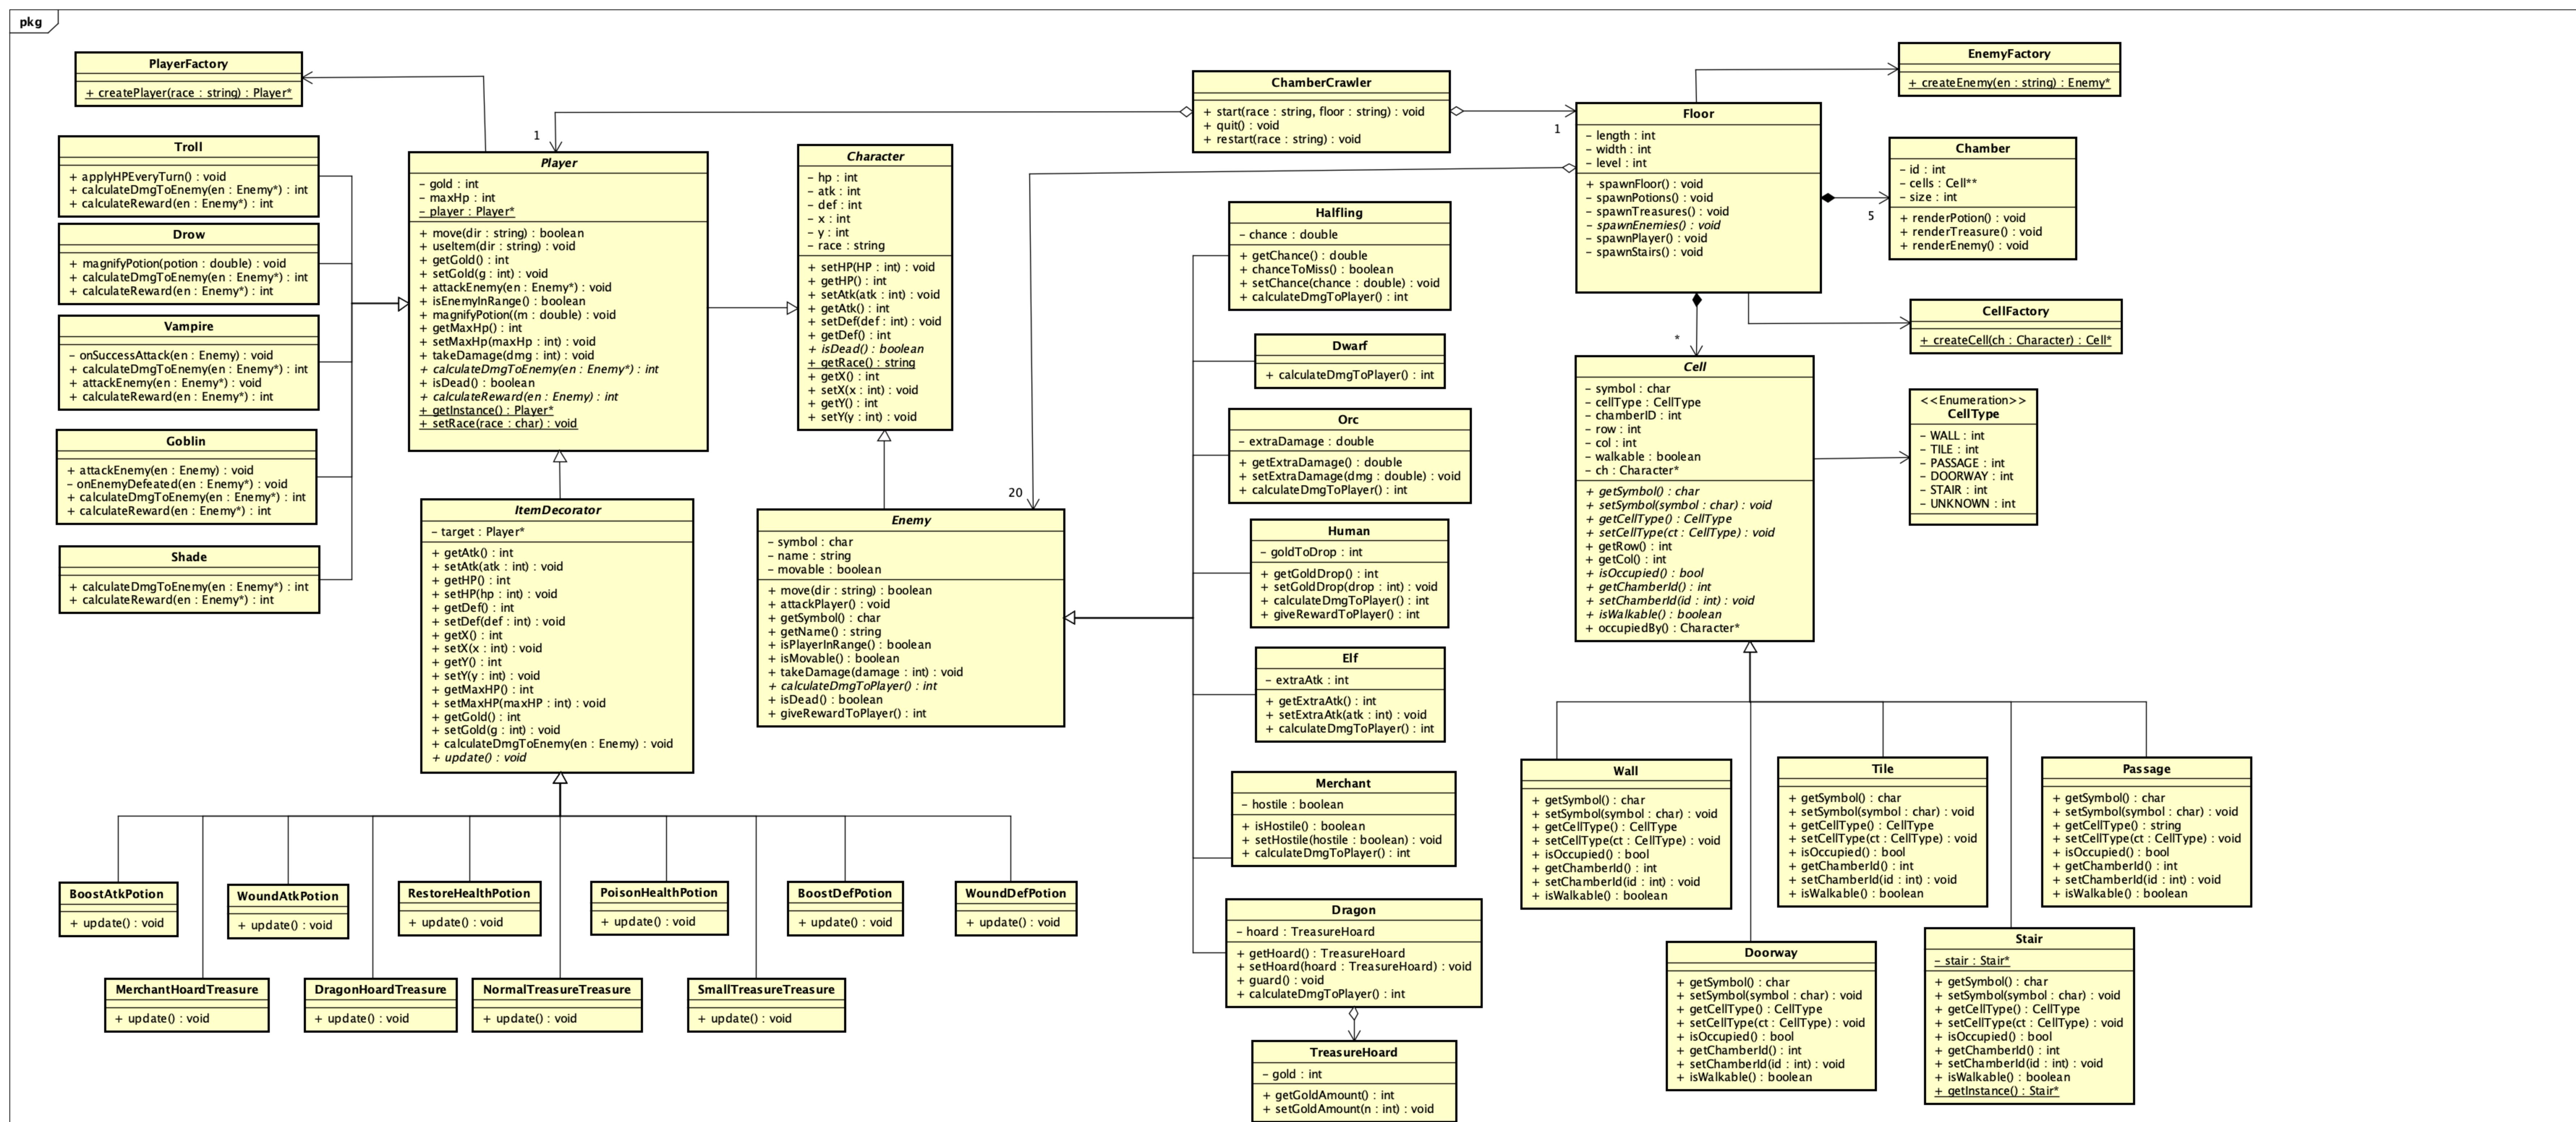 pkg
PlayerFactory
+ createPlayer(race : string) : Player*
Troll
+ applyHPEveryTurn() : void
+ calculateDmgToEnemy(en : Enemy*) : int
+ calculateReward(en : Enemy*) : int
Drow
+ magnifyPotion(potion : double) : void
+ calculateDmgToEnemy(en : Enemy*) : int
+ calculateReward(en : Enemy*) : int
Vampire
- onSuccessAttack(en : Enemy) : void
+ calculateDmgToEnemy(en : Enemy*) : int
+ attackEnemy(en : Enemy*) : void
+ calculateReward(en : Enemy*) : int
Goblin
+ attackEnemy(en : Enemy) : void
- onEnemyDefeated(en : Enemy*) : void
+ calculateDmgToEnemy(en : Enemy*) : int
+ calculateReward(en : Enemy*) : int
Shade
+ calculateDmgToEnemy(en : Enemy*) : int
+ calculateReward(en : Enemy*) : int
1
Player
- gold : int
- maxHp : int
- player : Player*
+ move(dir : string) : boolean
+ useItem(dir : string) : void
+ getGold() : int
+ setGold(g : int) : void
+ attackEnemy(en : Enemy*) : void
+ isEnemyInRange() : boolean
+ magnifyPotion((m : double) : void
+ getMaxHp() : int
+ setMaxHp(maxHp : int) : void
+ takeDamage(dmg : int) : void
+ calculateDmgToEnemy(en : Enemy*) : int
+ isDead() : boolean
+ calculateReward(en : Enemy) : int
+ getInstance() : Player*
+ setRace(race : char) : void
Character
- hp : int
- atk : int
- def : int
- x : int
- y : int
- race : string
+ setHP(HP : int) : void
+ getHP() : int
+ setAtk(atk : int) : void
+ getAtk() : int
+ setDef(def : int) : void
+ getDef() : int
+ isDead() : boolean
+ getRace() : string
+ getX() : int
+ setX(x : int) : void
+ getY() : int
+ setY(y : int) : void
ItemDecorator
- target : Player*
+ getAtk() : int
+ setAtk(atk : int) : void
+ getHP() : int
+ setHP(hp : int) : void
+ getDef() : int
+ setDef(def : int) : void
+ getX() : int
+ setX(x : int) : void
+ getY() : int
+ setY(y : int) : void
+ getMaxHP() : int
+ setMaxHP(maxHP : int) : void
+ getGold() : int
+ setGold(g : int) : void
+ calculateDmgToEnemy(en : Enemy) : void
+ update() : void
20
Enemy
- symbol : char
- name : string
- movable : boolean
+ move(dir : string) : boolean
+ attackPlayer() : void
+ getSymbol() : char
+ getName() : string
+ isPlayerInRange() : boolean
+ isMovable() : boolean
+ takeDamage(damage : int) : void
+ calculateDmgToPlayer() : int
+ isDead() : boolean
+ giveRewardToPlayer() : int
BoostAtkPotion
+ update() : void
WoundAtkPotion
+ update() : void
RestoreHealthPotion
+ update() : void
PoisonHealthPotion
+ update() : void
BoostDefPotion
+ update() : void
WoundDefPotion
+ update() : void
MerchantHoardTreasure
+ update() : void
DragonHoardTreasure
+ update() : void
NormalTreasureTreasure
+ update() : void
SmallTreasureTreasure
+ update() : void
ChamberCrawler
+ start(race : string, floor : string) : void
+ quit() : void
+ restart(race : string) : void
Halfling
- chance : double
+ getChance() : double
+ chanceToMiss() : boolean
+ setChance(chance : double) : void
+ calculateDmgToPlayer() : int
Dwarf
+ calculateDmgToPlayer() : int
Orc
- extraDamage : double
+ getExtraDamage() : double
+ setExtraDamage(dmg : double) : void
+ calculateDmgToPlayer() : int
Human
- goldToDrop : int
+ getGoldDrop() : int
+ setGoldDrop(drop : int) : void
+ calculateDmgToPlayer() : int
+ giveRewardToPlayer() : int
Elf
- extraAtk : int
+ getExtraAtk() : int
+ setExtraAtk(atk : int) : void
+ calculateDmgToPlayer() : int
Merchant
- hostile : boolean
+ isHostile() : boolean
+ setHostile(hostile : boolean) : void
+ calculateDmgToPlayer() : int
Dragon
- hoard : TreasureHoard
+ getHoard() : TreasureHoard
+ setHoard(hoard : TreasureHoard) : void
+ guard() : void
+ calculateDmgToPlayer() : int
TreasureHoard
- gold : int
+ getGoldAmount() : int
+ setGoldAmount(n : int) : void
1
Floor
- length : int
- width : int
- level : int
+ spawnFloor() : void
- spawnPotions() : void
- spawnTreasures() : void
- spawnEnemies() : void
- spawnPlayer() : void
- spawnStairs() : void
EnemyFactory
+ createEnemy(en : string) : Enemy*
5
Chamber
- id : int
- cells : Cell**
- size : int
+ renderPotion() : void
+ renderTreasure() : void
+ renderEnemy() : void
CellFactory
+ createCell(ch : Character) : Cell*
*
Cell
- symbol : char
- cellType : CellType
- chamberID : int
- row : int
- col : int
- walkable : boolean
- ch : Character*
+ getSymbol() : char
+ setSymbol(symbol : char) : void
+ getCellType() : CellType
+ setCellType(ct : CellType) : void
+ getRow() : int
+ getCol() : int
+ isOccupied() : bool
+ getChamberId() : int
+ setChamberId(id : int) : void
+ isWalkable() : boolean
+ occupiedBy() : Character*
<<Enumeration>>
CellType
- WALL : int
- TILE : int
- PASSAGE : int
- DOORWAY : int
- STAIR : int
- UNKNOWN : int
Wall
+ getSymbol() : char
+ setSymbol(symbol : char) : void
+ getCellType() : CellType
+ setCellType(ct : CellType) : void
+ isOccupied() : bool
+ getChamberId() : int
+ setChamberId(id : int) : void
+ isWalkable() : boolean
Tile
+ getSymbol() : char
+ setSymbol(symbol : char) : void
+ getCellType() : CellType
+ setCellType(ct : CellType) : void
+ isOccupied() : bool
+ getChamberId() : int
+ setChamberId(id : int) : void
+ isWalkable() : boolean
Passage
+ getSymbol() : char
+ setSymbol(symbol : char) : void
+ getCellType() : string
+ setCellType(ct : CellType) : void
+ isOccupied() : bool
+ getChamberId() : int
+ setChamberId(id : int) : void
+ isWalkable() : boolean
Doorway
+ getSymbol() : char
+ setSymbol(symbol : char) : void
+ getCellType() : CellType
+ setCellType(ct : CellType) : void
+ isOccupied() : bool
+ getChamberId() : int
+ setChamberId(id : int) : void
+ isWalkable() : boolean
Stair
- stair : Stair*
+ getSymbol() : char
+ setSymbol(symbol : char) : void
+ getCellType() : CellType
+ setCellType(ct : CellType) : void
+ isOccupied() : bool
+ getChamberId() : int
+ setChamberId(id : int) : void
+ isWalkable() : boolean
+ getInstance() : Stair*